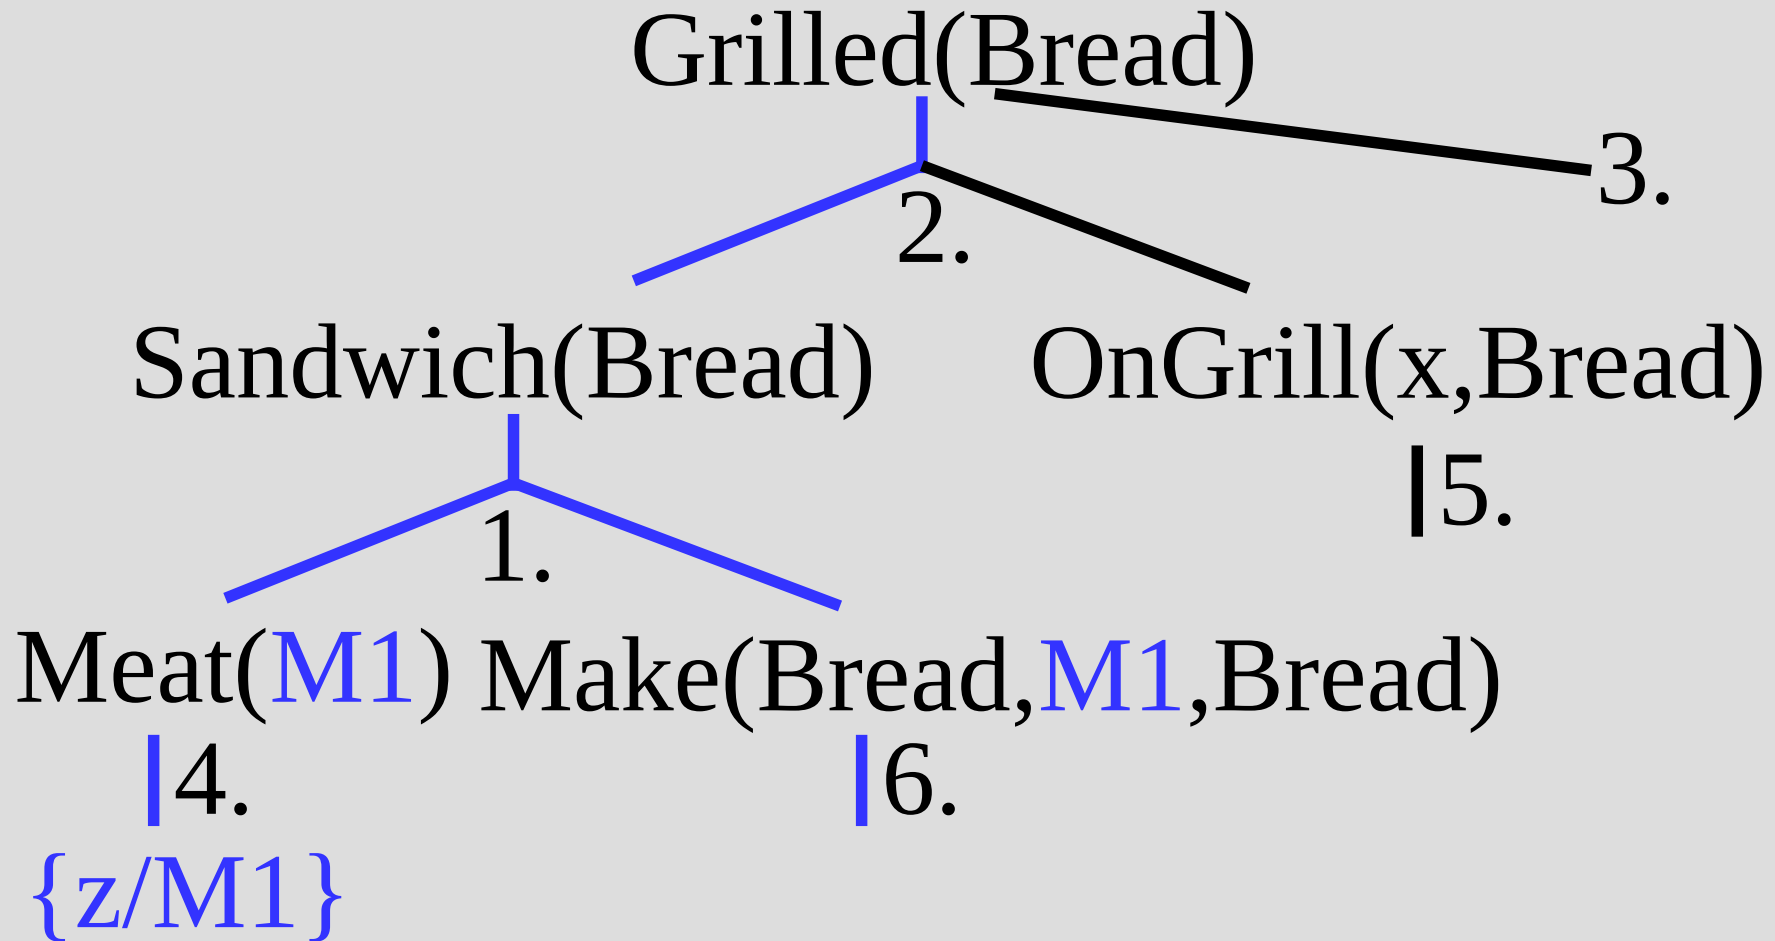 Grilled(Bread)
3.
2.
Sandwich(Bread) OnGrill(x,Bread)
5.
1.
Meat(M1) Make(Bread,M1,Bread)
4. 6.
{z/M1}